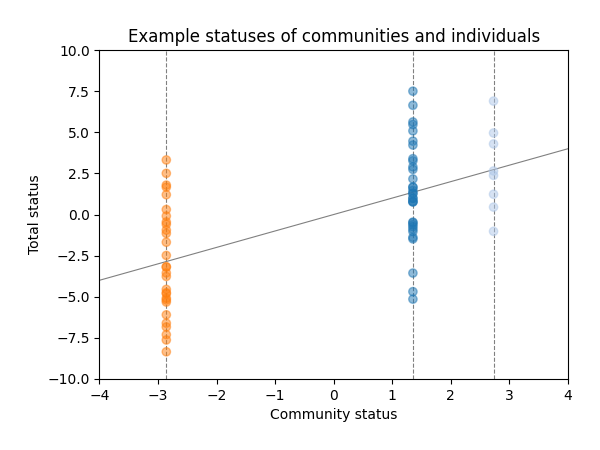 Example statuses of communities and individuals
10.0
7.5
5.0
2.5
0.0
−2.5
−5.0
−7.5
−10.0
Total status
−4 −3 −2 −1 0 1 2 3 4
Community status